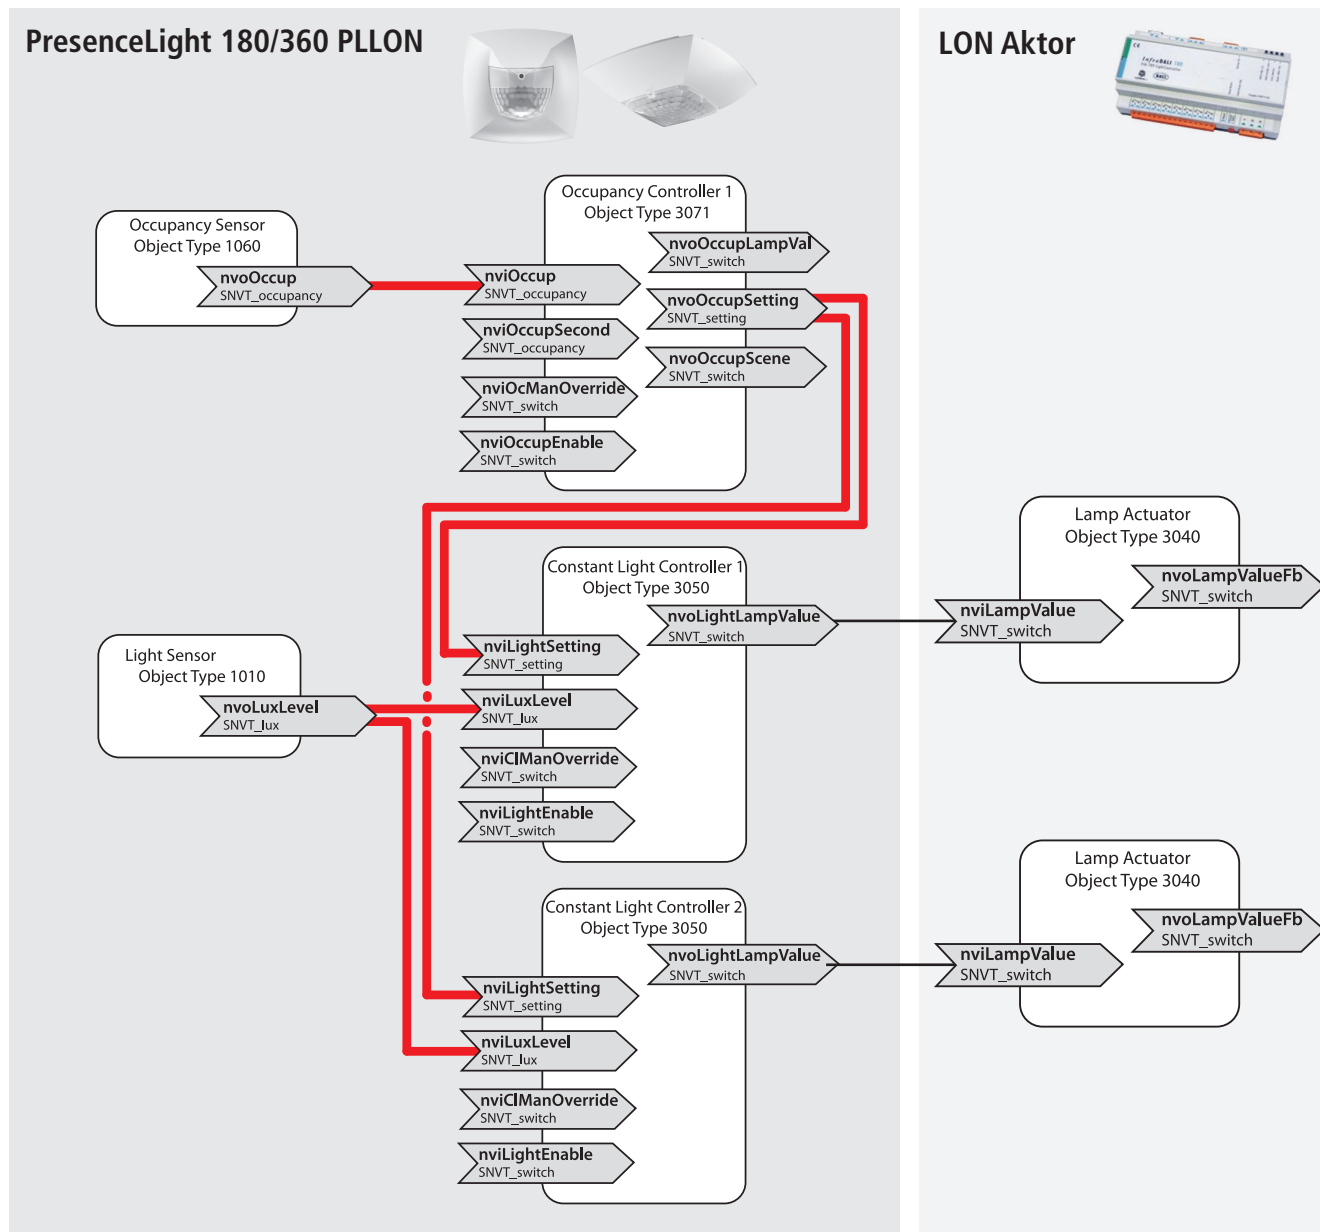 PresenceLight 180/360 PLLON
LON Aktor
Occupancy Sensor
Object Type 1060
nvoOccup
SNVT_occupancy
Occupancy Controller 1
Object Type 3071
nvoOccupLampVal
SNVT_switch
nviOccup
SNVT_occupancy
nvoOccupSetting
SNVT_setting
nviOccupSecond
SNVT_occupancy
nvoOccupScene
SNVT_switch
nviOcManOverride
SNVT_switch
nviOccupEnable
SNVT_switch
Lamp Actuator
Object Type 3040
nvoLampValueFb
SNVT_switch
nviLampValue
SNVT_switch
Constant Light Controller 1
Object Type 3050
nvoLightLampValue
SNVT_switch
nviLightSetting
SNVT_setting
nviLuxLevel
SNVT_lux
nviClManOverride
SNVT_switch
nviLightEnable
SNVT_switch
Light Sensor
Object Type 1010
nvoLuxLevel
SNVT_lux
Constant Light Controller 2
Object Type 3050
nvoLightLampValue
SNVT_switch
nviLightSetting
SNVT_setting
nviLuxLevel
SNVT_lux
nviClManOverride
SNVT_switch
nviLightEnable
SNVT_switch
Lamp Actuator
Object Type 3040
nvoLampValueFb
SNVT_switch
nviLampValue
SNVT_switch